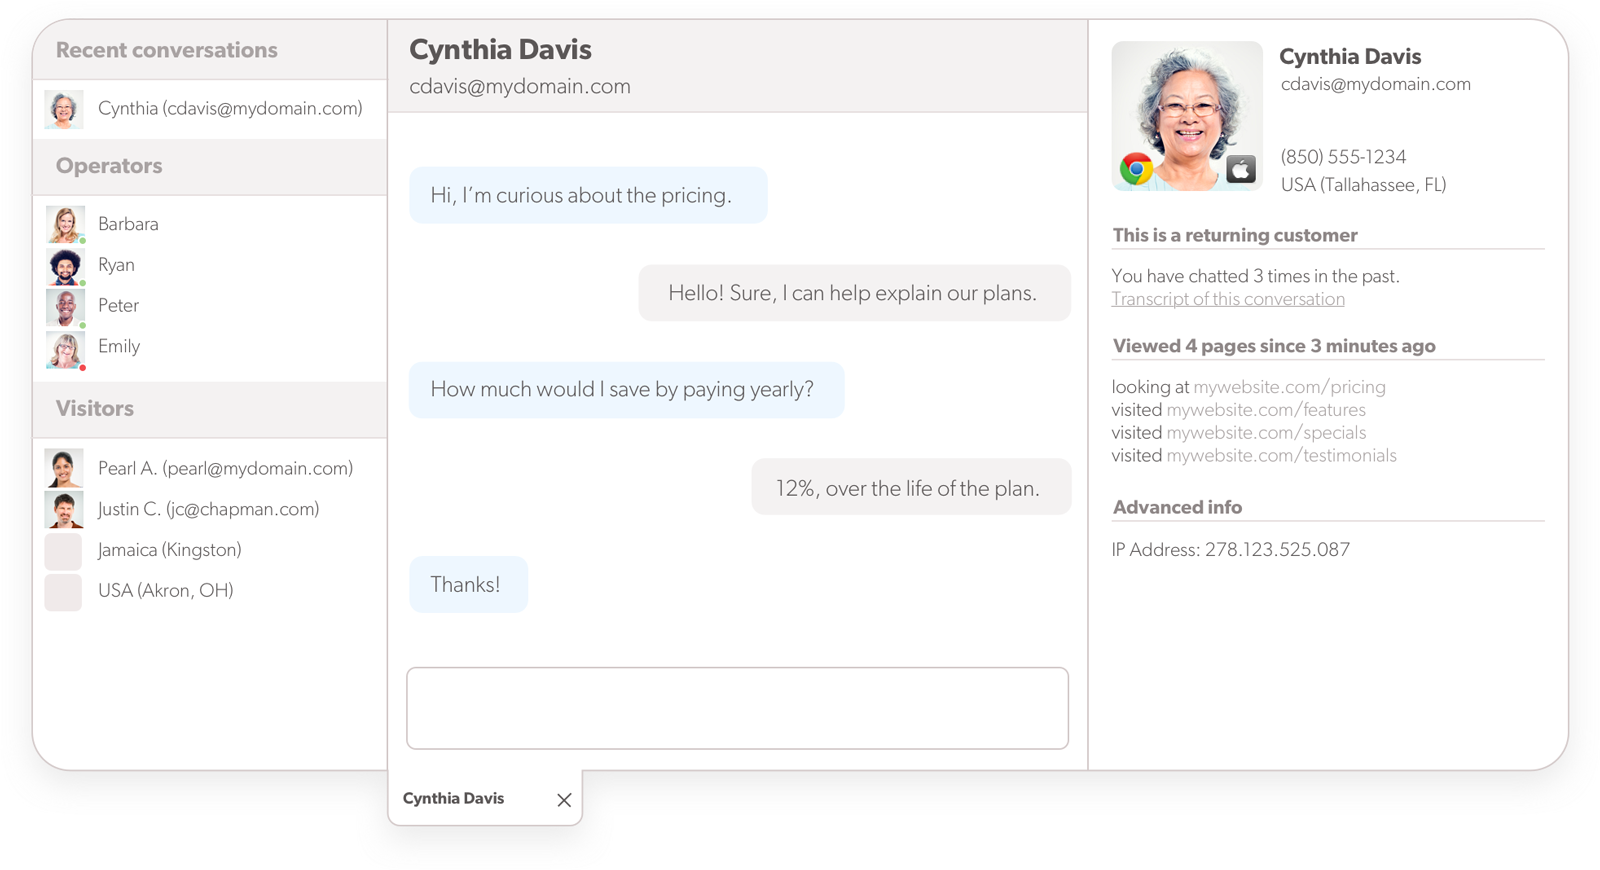 Recent conversations
Cynthia (cdavis@mydomain.com)
Operators
Barbara
Ryan
Peter
Emily
Visitors
Pearl A. (pearl@mydomain.com)
Justin C. (jc@chapman.com)
Jamaica (Kingston)
USA (Akron, OH)
Cynthia Davis
cdavis@mydomain.com
Hi, I’m curious about the pricing.
Hello! Sure, I can help explain our plans.
How much would I save by paying yearly?
12%, over the life of the plan.
Thanks!
Cynthia Davis
Cynthia Davis
cdavis@mydomain.com
(850) 555-1234
USA (Tallahassee, FL)
This is a returning customer
You have chatted 3 times in the past.
Transcript of this conversation
Viewed 4 pages since 3 minutes ago
looking at mywebsite.com/pricing
visited mywebsite.com/features
visited mywebsite.com/specials
visited mywebsite.com/testimonials
Advanced info
IP Address: 278.123.525.087